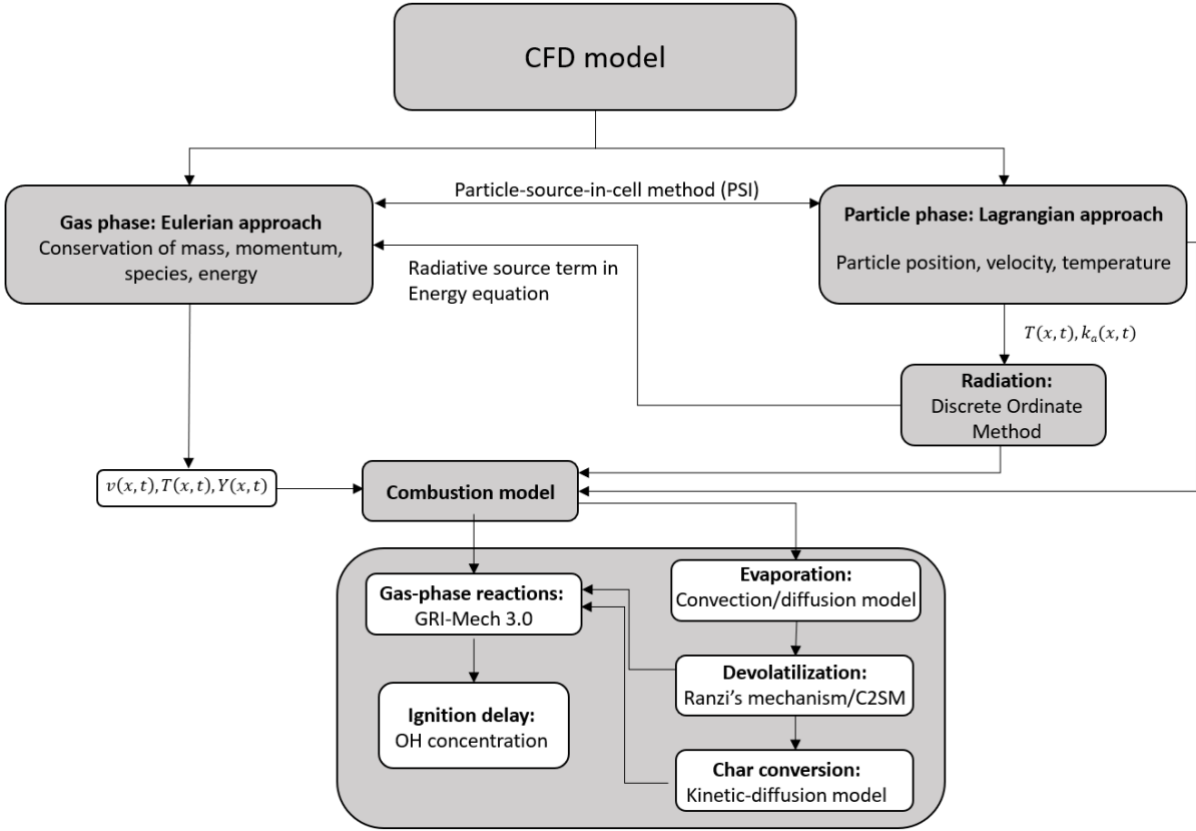 CFD model
Particle-source-in-cell method (PSI)
Gas phase: Eulerian approach
Conservation of mass, momentum,
species, energy
Particle phase: Lagrangian approach
Particle position, velocity, temperature
Radiative source term in
Energy equation
T(x,t),kₐ(x,t)
Radiation:
Discrete Ordinate
Method
v(x,t),T(x,t),Y(x,t)
Combustion model
Gas-phase reactions:
GRI-Mech 3.0
Ignition delay:
OH concentration
Evaporation:
Convection/diffusion model
Devolatilization:
Ranzi’s mechanism/C2SM
Char conversion:
Kinetic-diffusion model